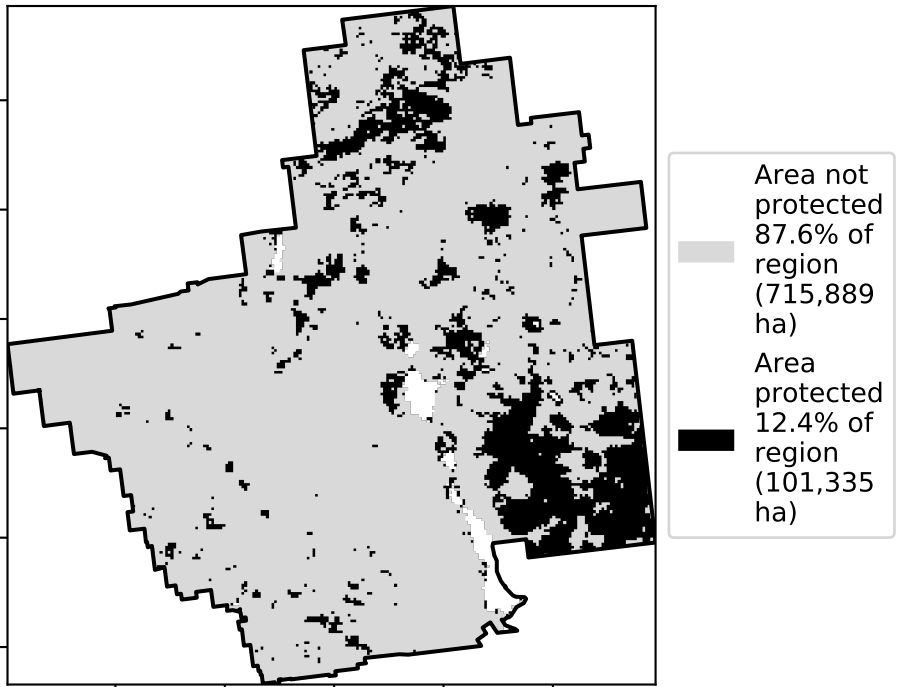 Area not
protected
87.6% of
region
(715,889
ha)
Area
protected
12.4% of
region
(101,335
ha)